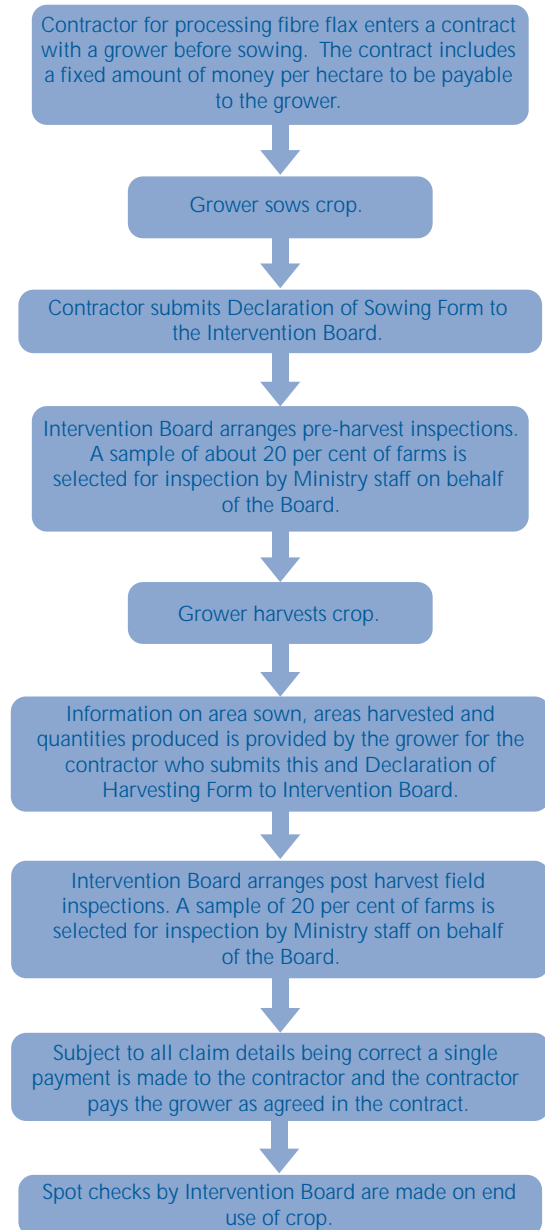 Contractor for processing fibre flax enters a contract
with a grower before sowing. The contract includes
a fixed amount of money per hectare to be payable
to the grower.
Grower sows crop.
Contractor submits Declaration of Sowing Form to
the Intervention Board.
Intervention Board arranges pre-harvest inspections.
A sample of about 20 per cent of farms is
selected for inspection by Ministry staff on behalf
of the Board.
Grower harvests crop.
Information on area sown, areas harvested and
quantities produced is provided by the grower for the
contractor who submits this and Declaration of
Harvesting Form to Intervention Board.
Intervention Board arranges post harvest field
inspections. A sample of 20 per cent of farms is
selected for inspection by Ministry staff on behalf
of the Board.
Subject to all claim details being correct a single
payment is made to the contractor and the contractor
pays the grower as agreed in the contract.
Spot checks by Intervention Board are made on end
use of crop.